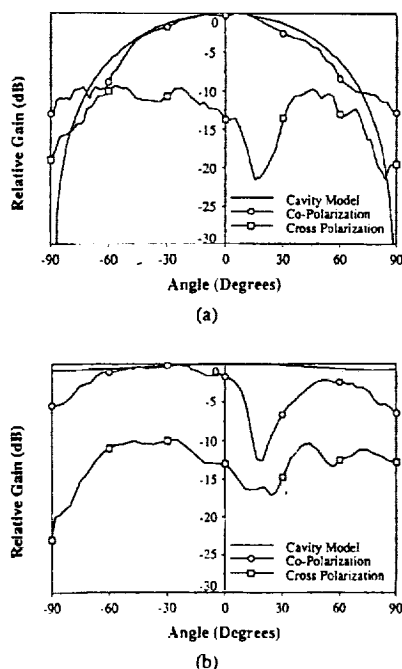 0
-5
-10
-15
-20
-25
-30
Relative Gain (dB)
Cavity Model
Co-Polarization
Cross Polarization
-90 -60 -30 0 30 60 90
Angle (Degrees)
(a)
0
-5
-10
-15
-20
-25
-30
Relative Gain (dB)
Cavity Model
Co-Polarization
Cross Polarization
-90 -60 -30 0 30 60 90
Angle (Degrees)
(b)